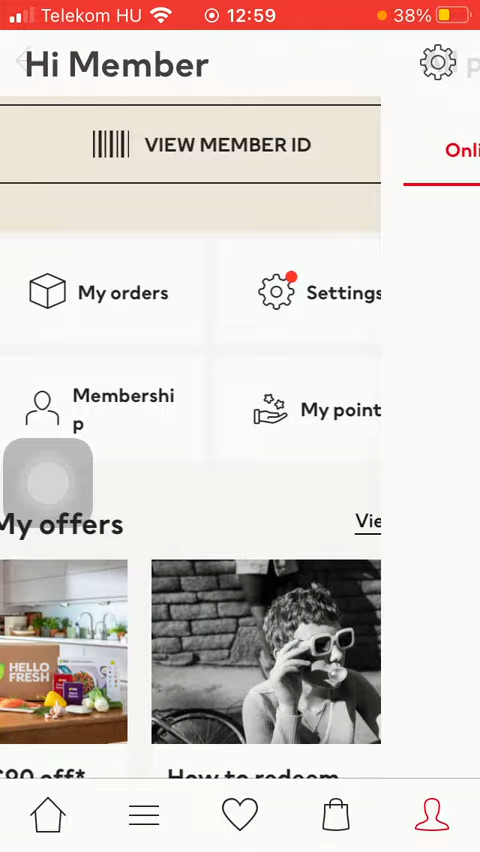 Telekom HU 12:59 38%
Hi Member
Onli
VIEW MEMBER ID
My orders
Settings
Membershi
p
My point
My offers
Vie
HELLO
FRESH
How to redeem